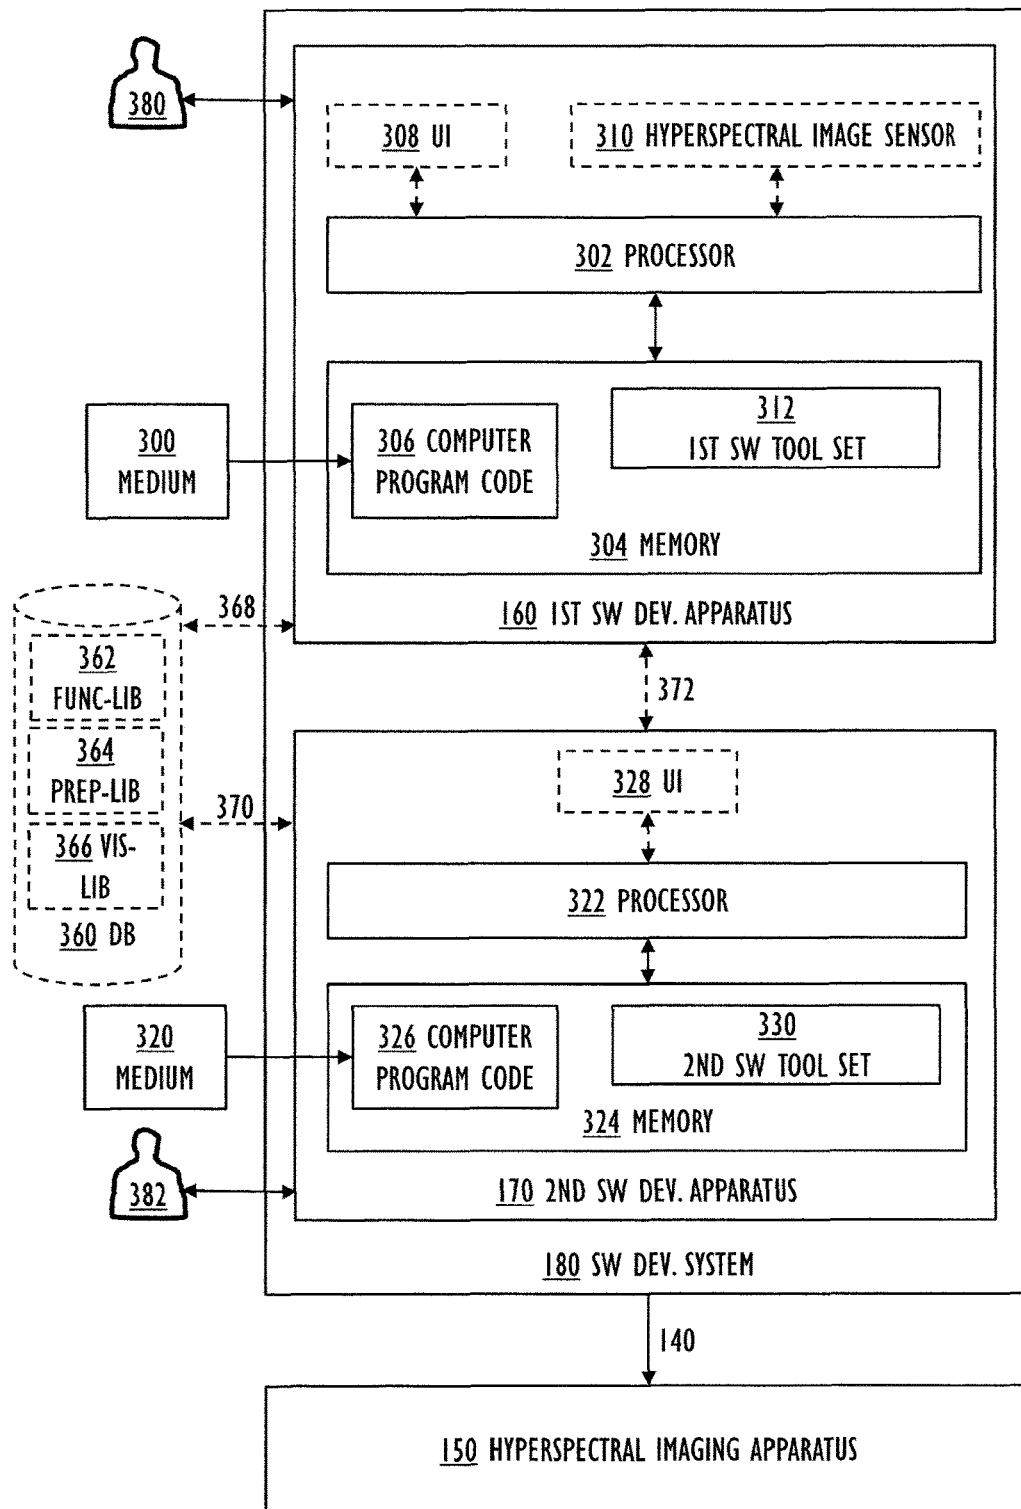 380
308 UI
310 HYPERSPECTRAL IMAGE SENSOR
302 PROCESSOR
300
MEDIUM
306 COMPUTER
PROGRAM CODE
312
1ST SW TOOL SET
304 MEMORY
160 1ST SW DEV. APPARATUS
368
372
362
FUNC-LIB
364
PREP-LIB
366 VIS-
LIB
360 DB
370
328 UI
322 PROCESSOR
320
MEDIUM
326 COMPUTER
PROGRAM CODE
330
2ND SW TOOL SET
324 MEMORY
382
170 2ND SW DEV. APPARATUS
180 SW DEV. SYSTEM
140
150 HYPERSPECTRAL IMAGING APPARATUS